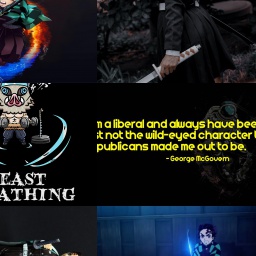 m a liberal and always have bee
t not the wild-eyed character
publicans made me out to be.
- George McGovern
EAST
ATHING